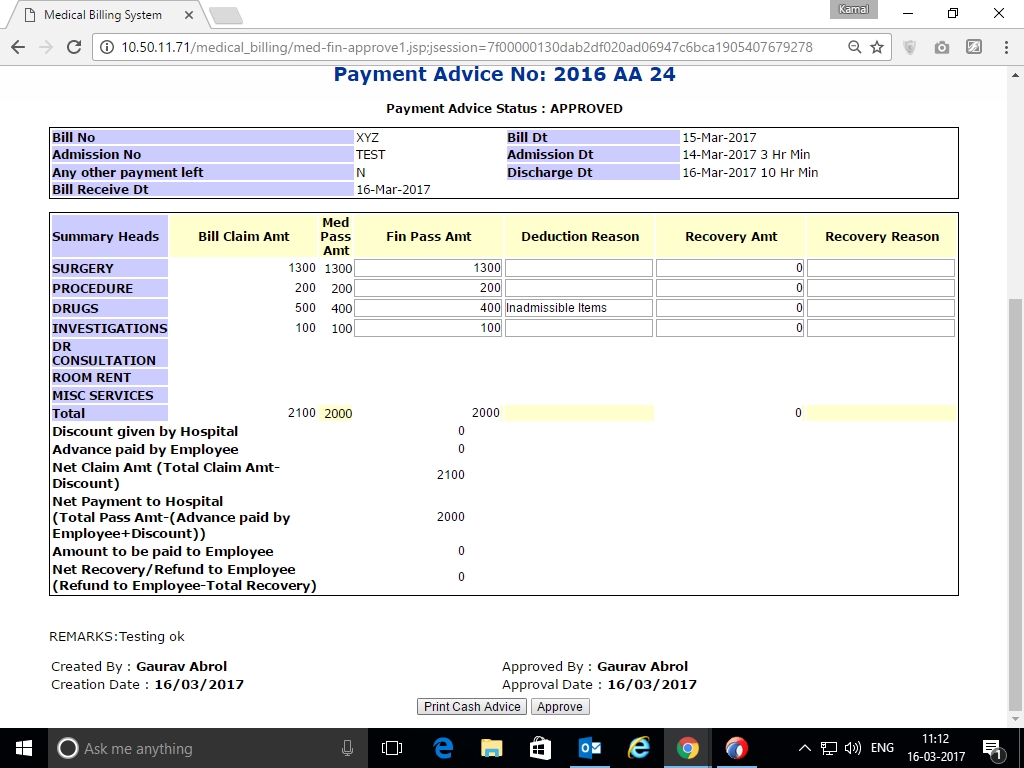 Medical Billing System
Kamal
10.50.11.71/medical_billing/med-fin-approve1.jsp;jsession=7f00000130dab2df020ad06947c6bca1905407679278
Payment Advice No: 2016 AA 24
Payment Advice Status : APPROVED
Bill No XYZ Bill Dt 15-Mar-2017
Admission No TEST Admission Dt 14-Mar-2017 3 Hr Min
Any other payment left N Discharge Dt 16-Mar-2017 10 Hr Min
Bill Receive Dt 16-Mar-2017
Summary Heads Bill Claim Amt Med Pass Amt Fin Pass Amt Deduction Reason Recovery Amt Recovery Reason
SURGERY 1300 1300 1300 0
PROCEDURE 200 200 200 0
DRUGS 500 400 400 Inadmissible Items 0
INVESTIGATIONS 100 100 100 0
DR
CONSULTATION
ROOM RENT
MISC SERVICES
Total 2100 2000 2000 0
Discount given by Hospital 0
Advance paid by Employee 0
Net Claim Amt (Total Claim Amt-
Discount) 2100
Net Payment to Hospital
(Total Pass Amt-(Advance paid by 2000
Employee+Discount))
Amount to be paid to Employee 0
Net Recovery/Refund to Employee 0
(Refund to Employee-Total Recovery)
REMARKS:Testing ok
Created By : Gaurav Abrol Approved By : Gaurav Abrol
Creation Date : 16/03/2017 Approval Date : 16/03/2017
Print Cash Advice Approve
Ask me anything ENG 11:12
16-03-2017 1